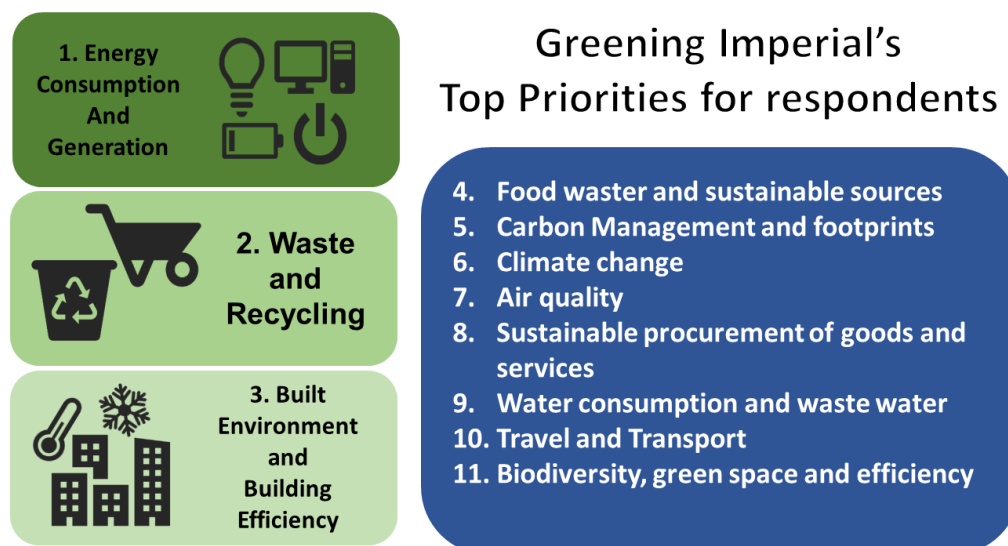 1. Energy
Consumption
And
Generation
2. Waste
and
Recycling
3. Built
Environment
and
Building
Efficiency
Greening Imperial's
Top Priorities for respondents
4. Food waster and sustainable sources
5. Carbon Management and footprints
6. Climate change
7. Air quality
8. Sustainable procurement of goods and
services
9. Water consumption and waste water
10. Travel and Transport
11. Biodiversity, green space and efficiency